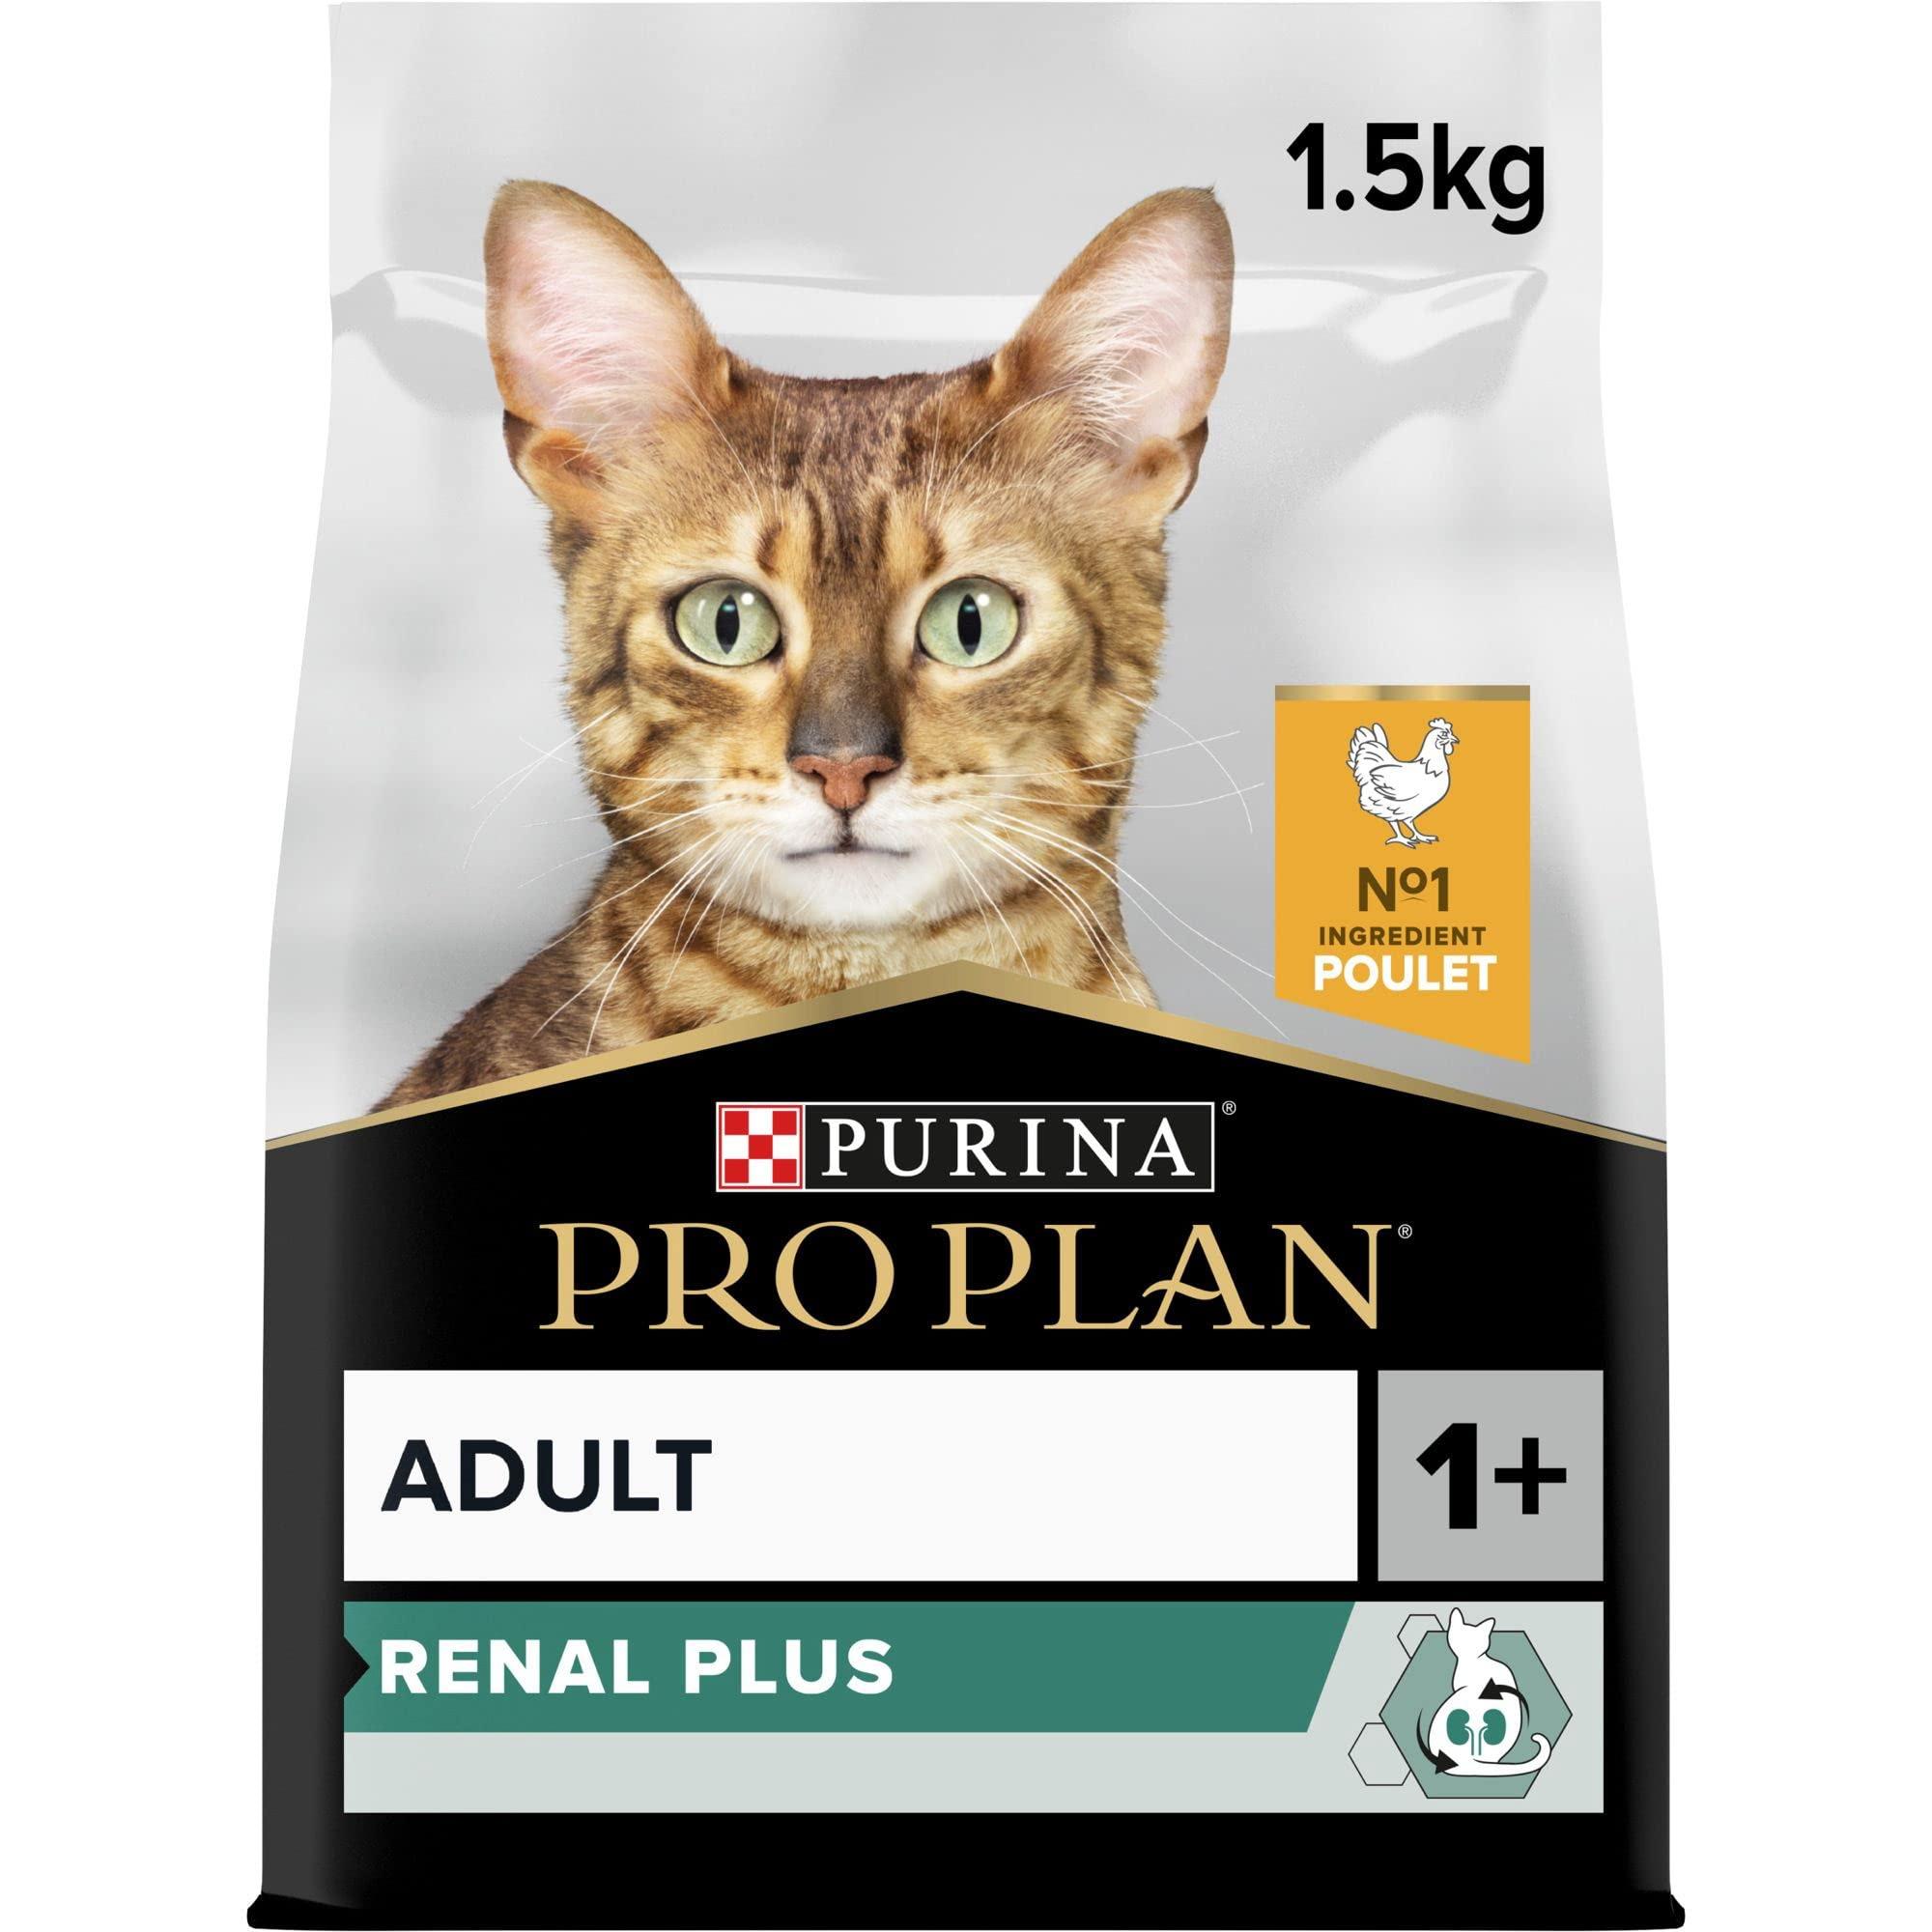 1.5kg
Nº1
INGREDIENT
POULET
PURINA®
PRO PLAN®
ADULT
1+
RENAL PLUS